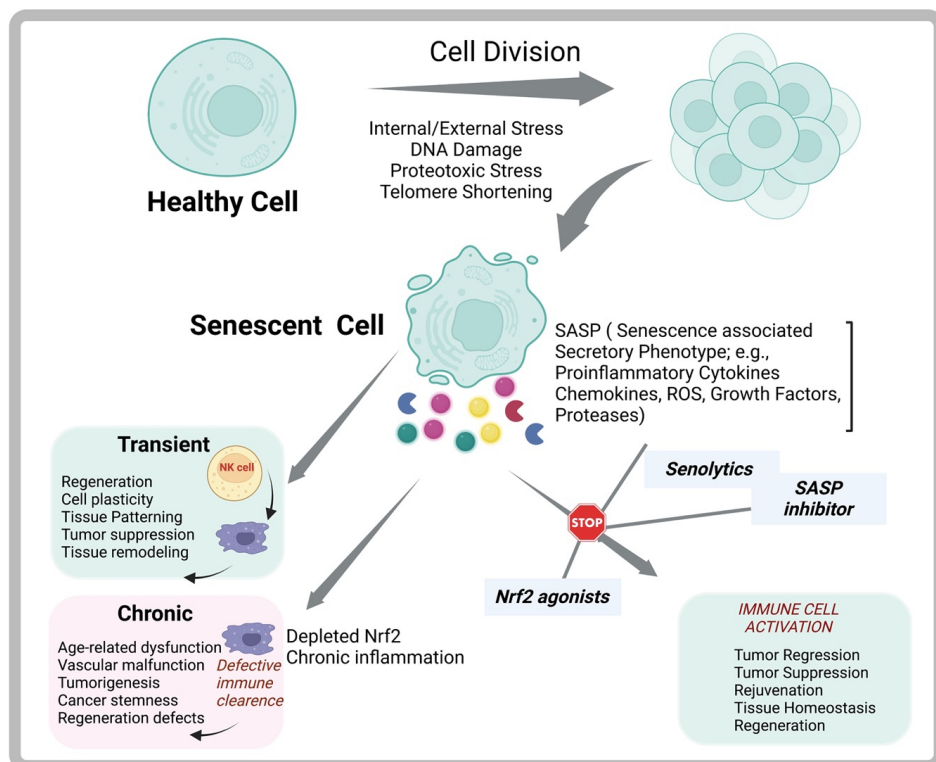 Cell Division
Internal/External Stress
DNA Damage
Proteotoxic Stress
Telomere Shortening
Healthy Cell
Senescent Cell
SASP ( Senescence associated
Secretory Phenotype; e.g.,
Proinflammatory Cytokines
Chemokines, ROS, Growth Factors,
Proteases)
Transient
NK cell
Regeneration
Cell plasticity
Tissue Patterning
Tumor suppression
Tissue remodeling
Senolytics
SASP
inhibitor
STOP
Nrf2 agonists
Chronic
Age-related dysfunction
Vascular malfunction
Tumorigenesis
Cancer stemness
Regeneration defects
Defective
immune
clearence
Depleted Nrf2
Chronic inflammation
IMMUNE CELL
ACTIVATION
Tumor Regression
Tumor Suppression
Rejuvenation
Tissue Homeostasis
Regeneration